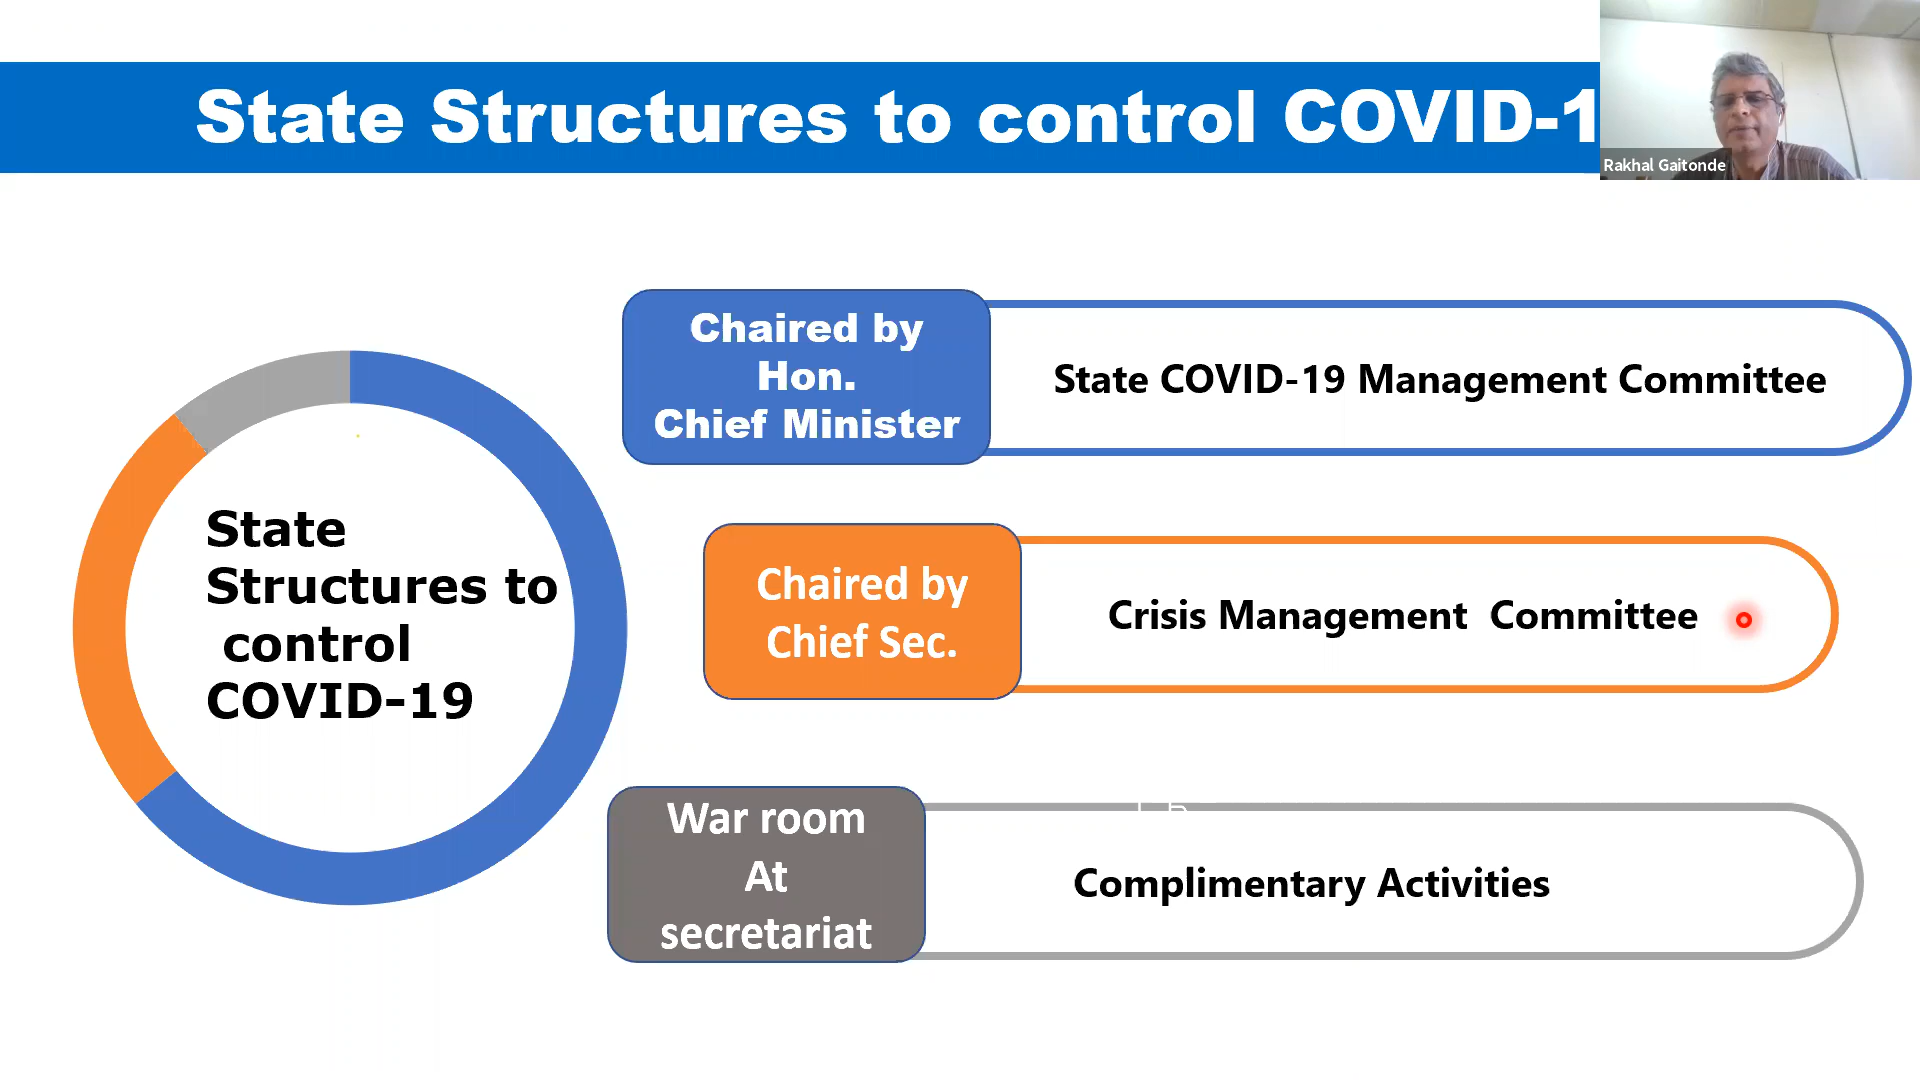 State Structures to control COVID-1
Rakhal Gaitonde
Chaired by
Hon.
Chief Minister
State COVID-19 Management Committee
State
Structures to
control
COVID-19
Chaired by
Chief Sec.
Crisis Management Committee
War room
At
secretariat
Complimentary Activities